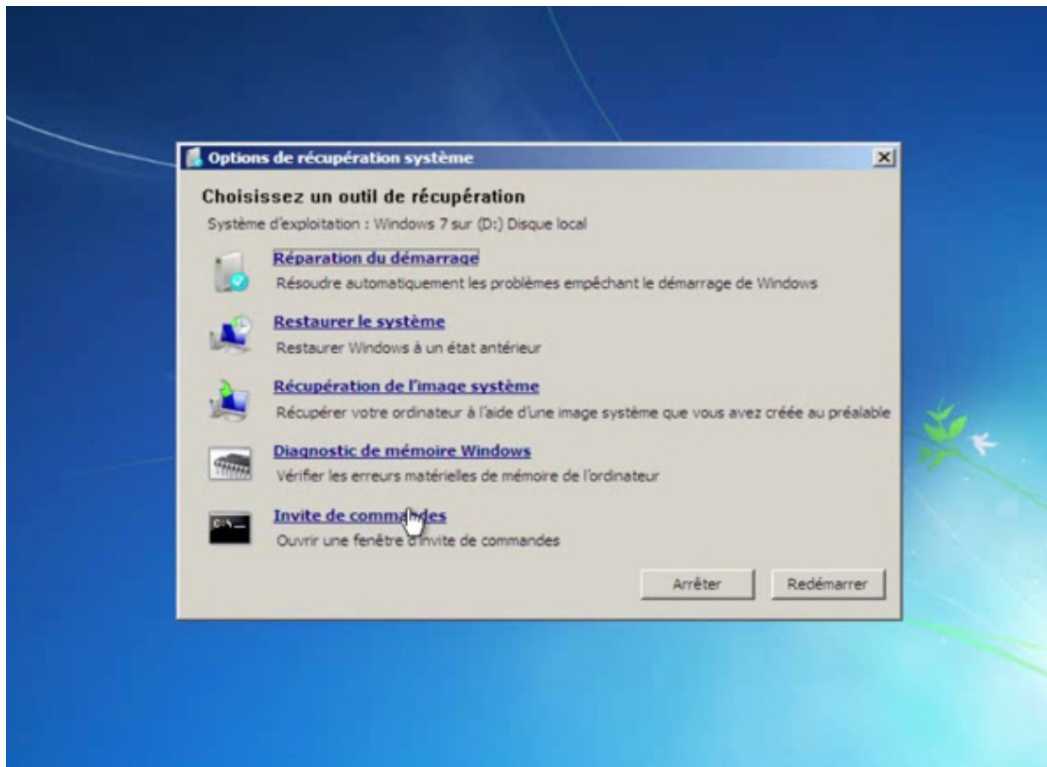 Options de récupération système
Choisissez un outil de récupération
Système d'exploitation : Windows 7 sur (D:) Disque local
Réparation du démarrage
Résoudre automatiquement les problèmes empêchant le démarrage de Windows
Restaurer le système
Restaurer Windows à un état antérieur
Récupération de l'image système
Récupérer votre ordinateur à l'aide d'une image système que vous avez créée au préalable
Diagnostic de mémoire Windows
Vérifier les erreurs matérielles de mémoire de l'ordinateur
C:\_
Invite de commandes
Ouvrir une fenêtre d'invite de commandes
Arrêter
Redémarrer